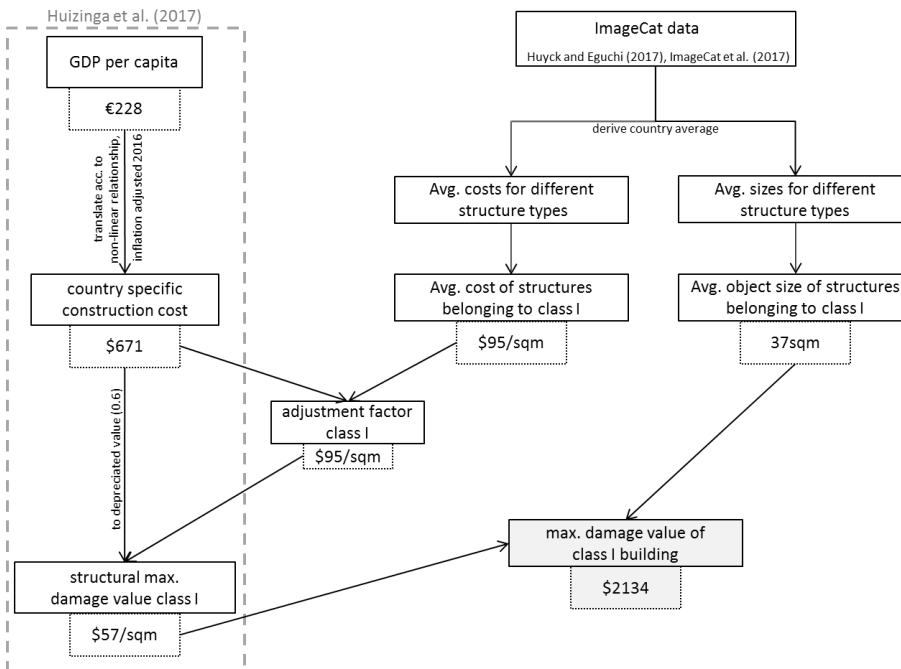 Huizinga et al. (2017)
GDP per capita
€228
translate acc. to
non-linear relationship,
inflation adjusted 2016
country specific
construction cost
$671
to depreciated value (0.6)
structural max.
damage value class I
$57/sqm
ImageCat data
Huyck and Eguchi (2017), ImageCat et al. (2017)
derive country average
Avg. costs for different
structure types
Avg. sizes for different
structure types
Avg. cost of structures
belonging to class I
$95/sqm
Avg. object size of structures
belonging to class I
37sqm
adjustment factor
class I
$95/sqm
max. damage value of
class I building
$2134